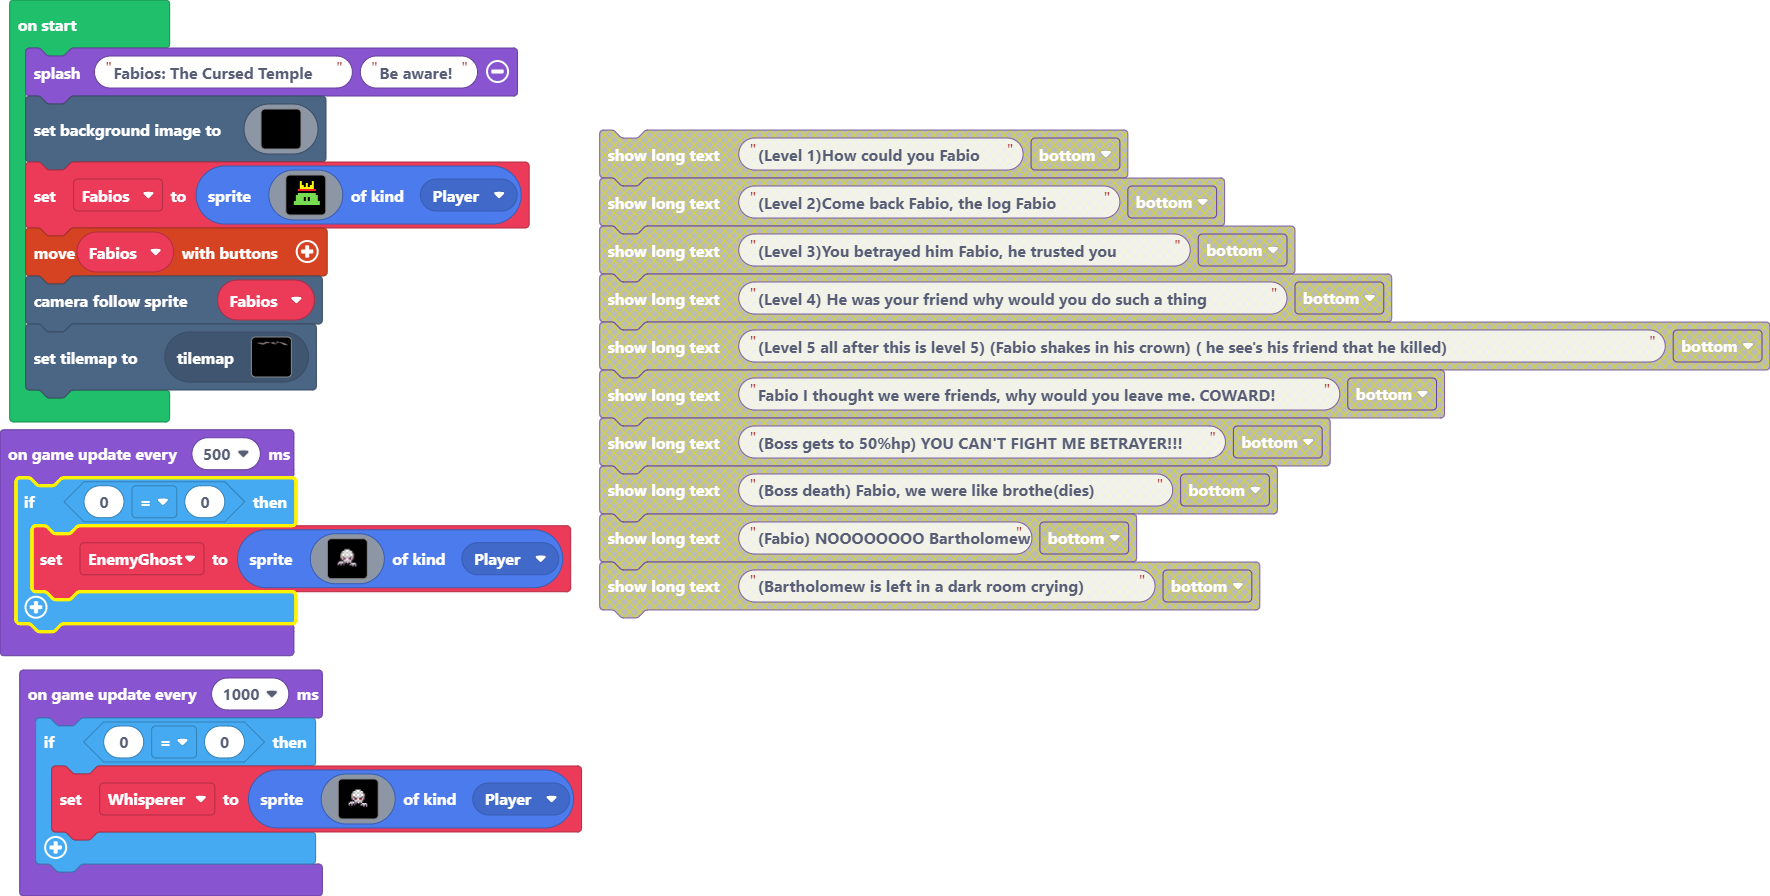 on start
splash "Fabios: The Cursed Temple" "Be aware!"
set background image to
set Fabios to sprite of kind Player
move Fabios with buttons
camera follow sprite Fabios
set tilemap to tilemap
on game update every 500 ms
if 0 = 0 then
set EnemyGhost to sprite of kind Player
on game update every 1000 ms
if 0 = 0 then
set Whisperer to sprite of kind Player
show long text "(Level 1)How could you Fabio" bottom
show long text "(Level 2)Come back Fabio, the log Fabio" bottom
show long text "(Level 3)You betrayed him Fabio, he trusted you" bottom
show long text "(Level 4) He was your friend why would you do such a thing" bottom
show long text "(Level 5 all after this is level 5) (Fabio shakes in his crown) ( he see's his friend that he killed)" bottom
show long text "Fabio I thought we were friends, why would you leave me. COWARD!" bottom
show long text "(Boss gets to 50%hp) YOU CAN'T FIGHT ME BETRAYER!!!" bottom
show long text "(Boss death) Fabio, we were like brothe(dies)" bottom
show long text "(Fabio) NOOOOOOOO Bartholomew" bottom
show long text "(Bartholomew is left in a dark room crying)" bottom